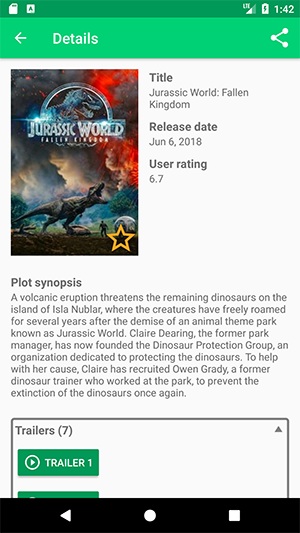 LTE 1:42
Details
JURASSIC WORLD
FALLEN KINGDOM
Title
Jurassic World: Fallen
Kingdom
Release date
Jun 6, 2018
User rating
6.7
Plot synopsis
A volcanic eruption threatens the remaining dinosaurs on the
island of Isla Nublar, where the creatures have freely roamed
for several years after the demise of an animal theme park
known as Jurassic World. Claire Dearing, the former park
manager, has now founded the Dinosaur Protection Group, an
organization dedicated to protecting the dinosaurs. To help
with her cause, Claire has recruited Owen Grady, a former
dinosaur trainer who worked at the park, to prevent the
extinction of the dinosaurs once again.
Trailers (7)
TRAILER 1